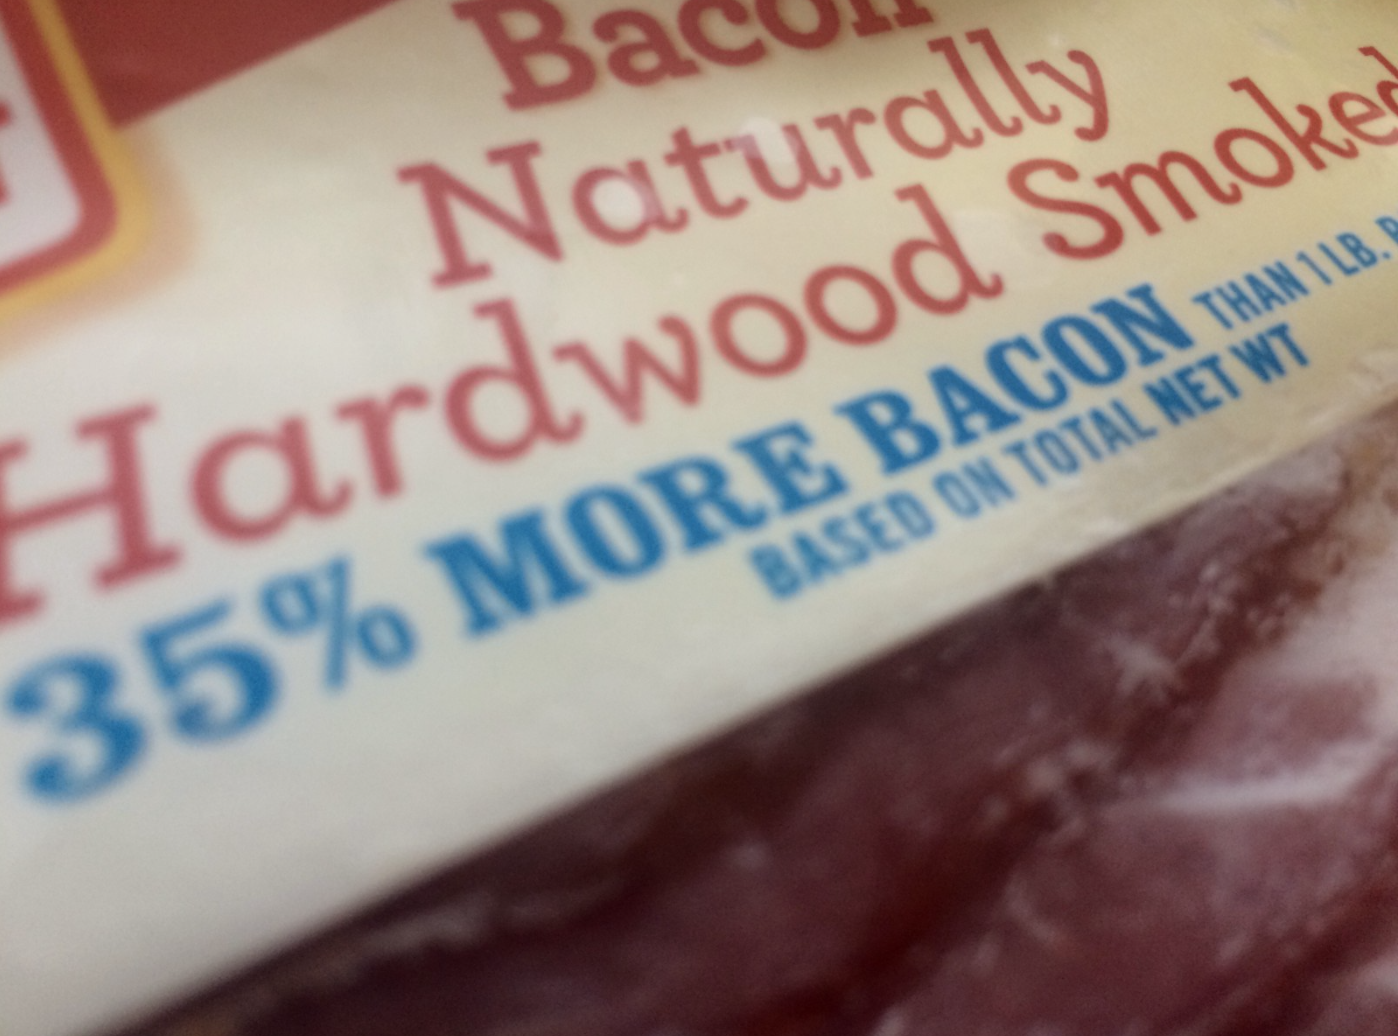 Bacon
Naturally
Hardwood Smoked
35% MORE BACON THAN 1 LB.
BASED ON TOTAL NET WT